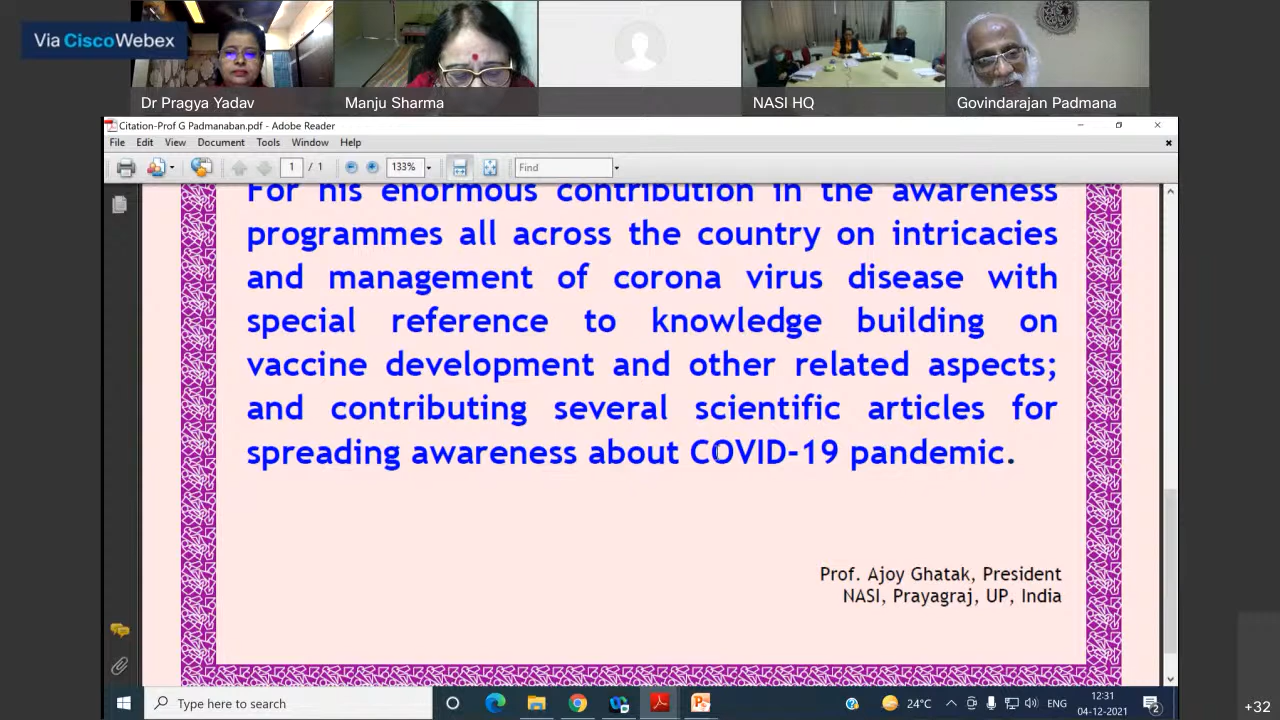 Via Cisco Webex
Dr Pragya Yadav
Manju Sharma
NASI HQ
Govindarajan Padmana
Citation-Prof G Padmanaban.pdf - Adobe Reader
File Edit View Document Tools Window Help
1 / 1 133% Find
For his enormous contribution in the awareness
programmes all across the country on intricacies
and management of corona virus disease with
special reference to knowledge building on
vaccine development and other related aspects;
and contributing several scientific articles for
spreading awareness about COVID-19 pandemic.
Prof. Ajoy Ghatak, President
NASI, Prayagraj, UP, India
Type here to search
24°C
ENG
12:31
04-12-2021
2
+32